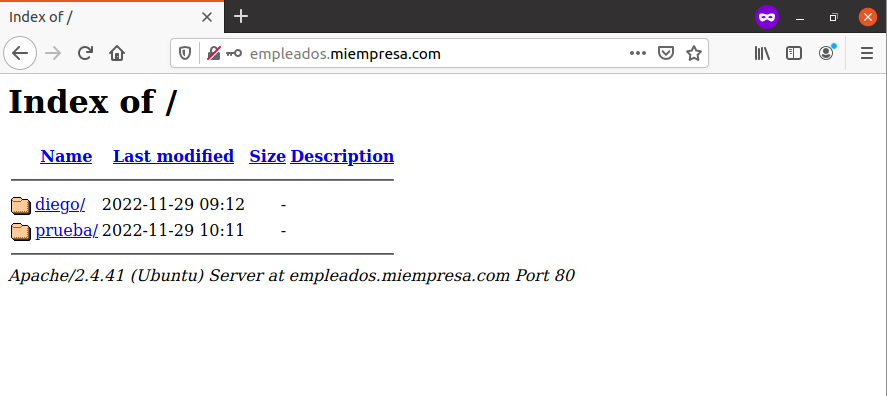 Index of /
empleados.miempresa.com
Index of /
Name Last modified Size Description
diego/ 2022-11-29 09:12 -
prueba/ 2022-11-29 10:11 -
Apache/2.4.41 (Ubuntu) Server at empleados.miempresa.com Port 80